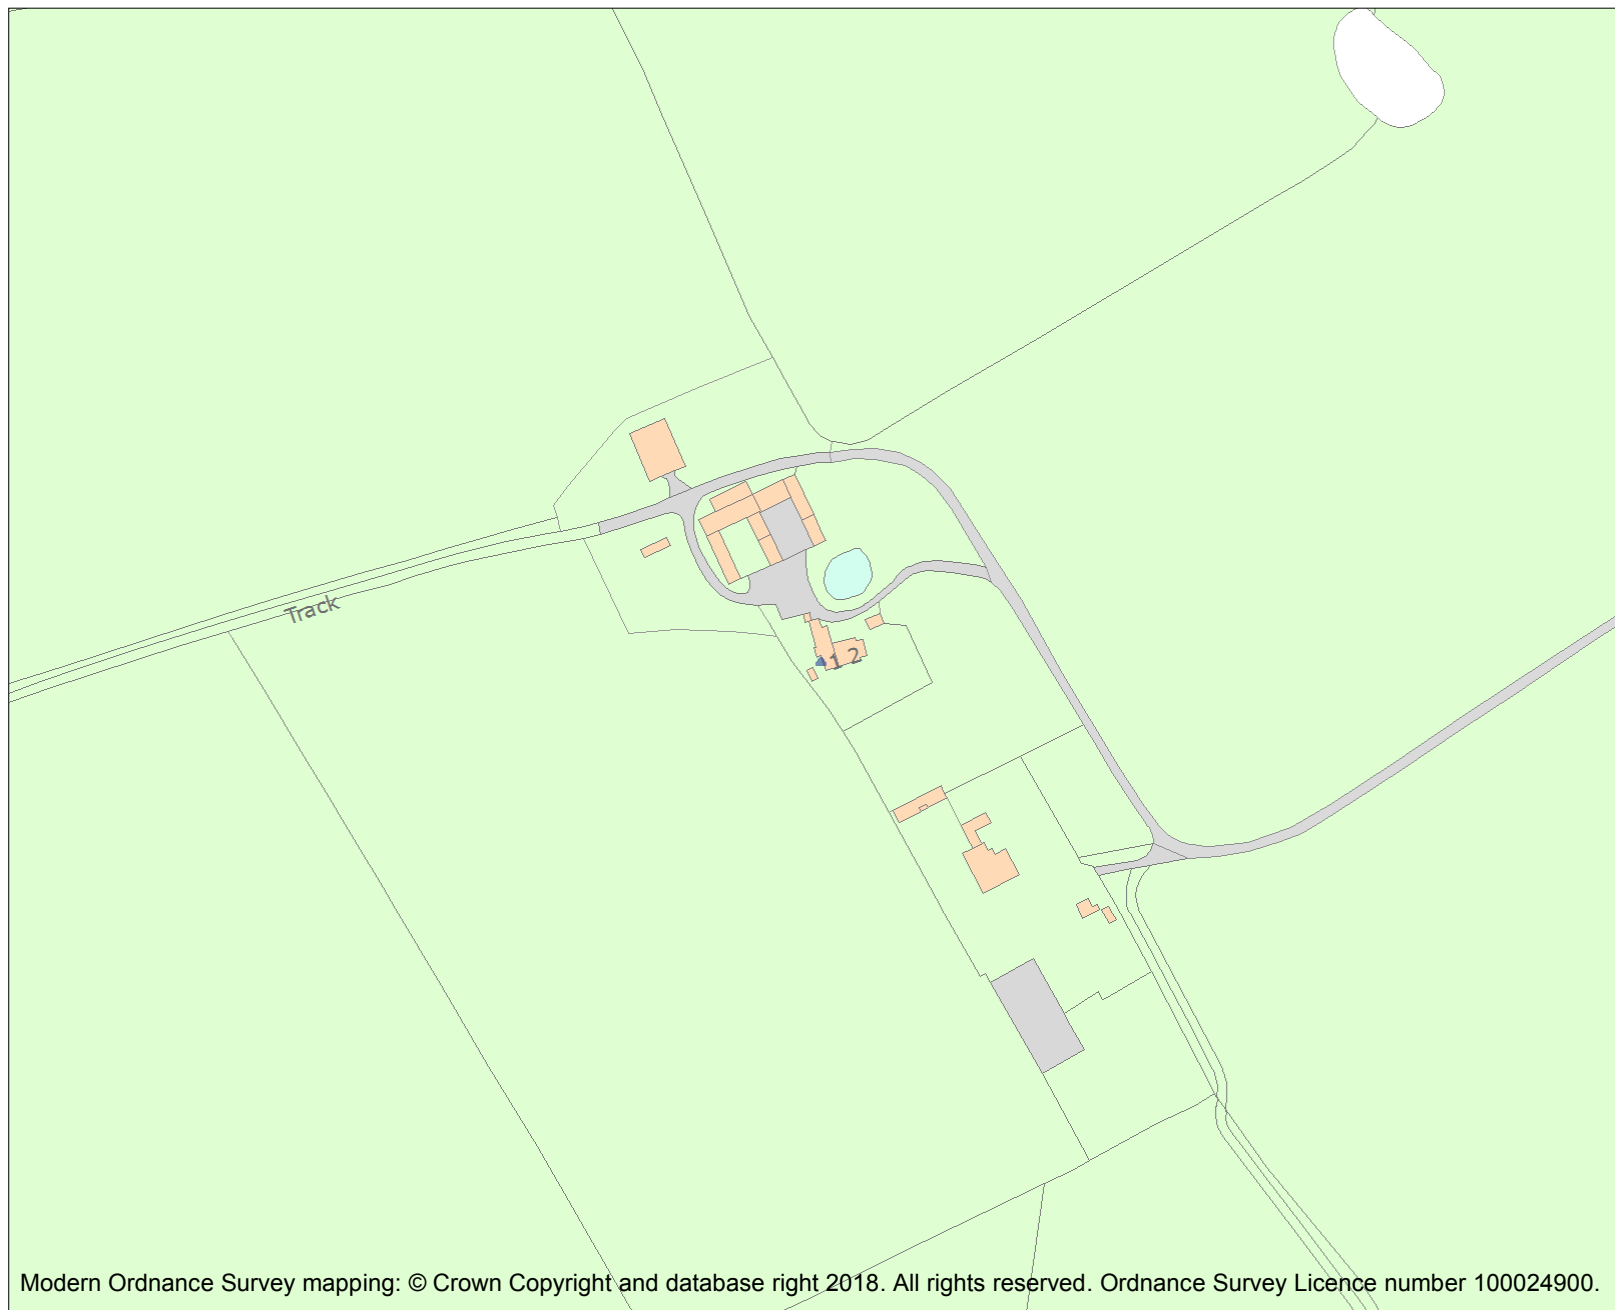 Track
1 2
Modern Ordnance Survey mapping: © Crown Copyright and database right 2018. All rights reserved. Ordnance Survey Licence number 100024900.